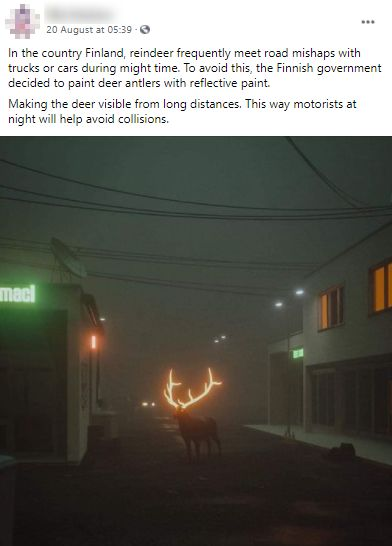 20 August at 05:39
In the country Finland, reindeer frequently meet road mishaps with
trucks or cars during might time. To avoid this, the Finnish government
decided to paint deer antlers with reflective paint.
Making the deer visible from long distances. This way motorists at
night will help avoid collisions.
maci